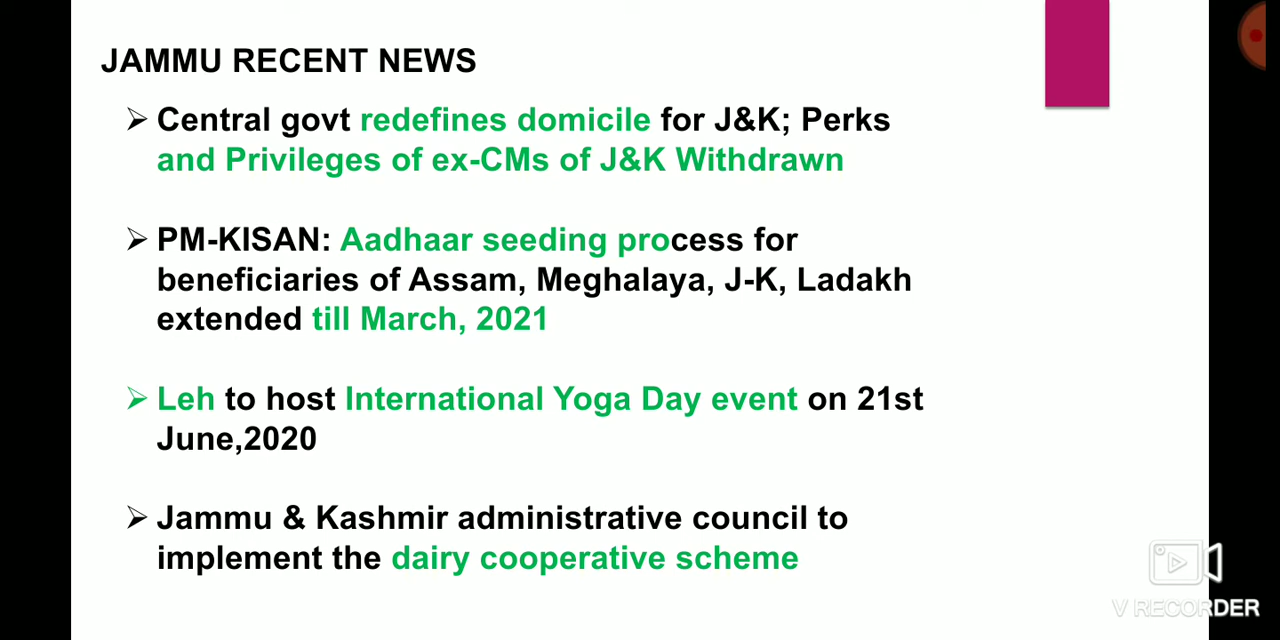 JAMMU RECENT NEWS
➢ Central govt redefines domicile for J&K; Perks
and Privileges of ex-CMs of J&K Withdrawn
➢ PM-KISAN: Aadhaar seeding process for
beneficiaries of Assam, Meghalaya, J-K, Ladakh
extended till March, 2021
➢ Leh to host International Yoga Day event on 21st
June,2020
➢ Jammu & Kashmir administrative council to
implement the dairy cooperative scheme
V RECORDER